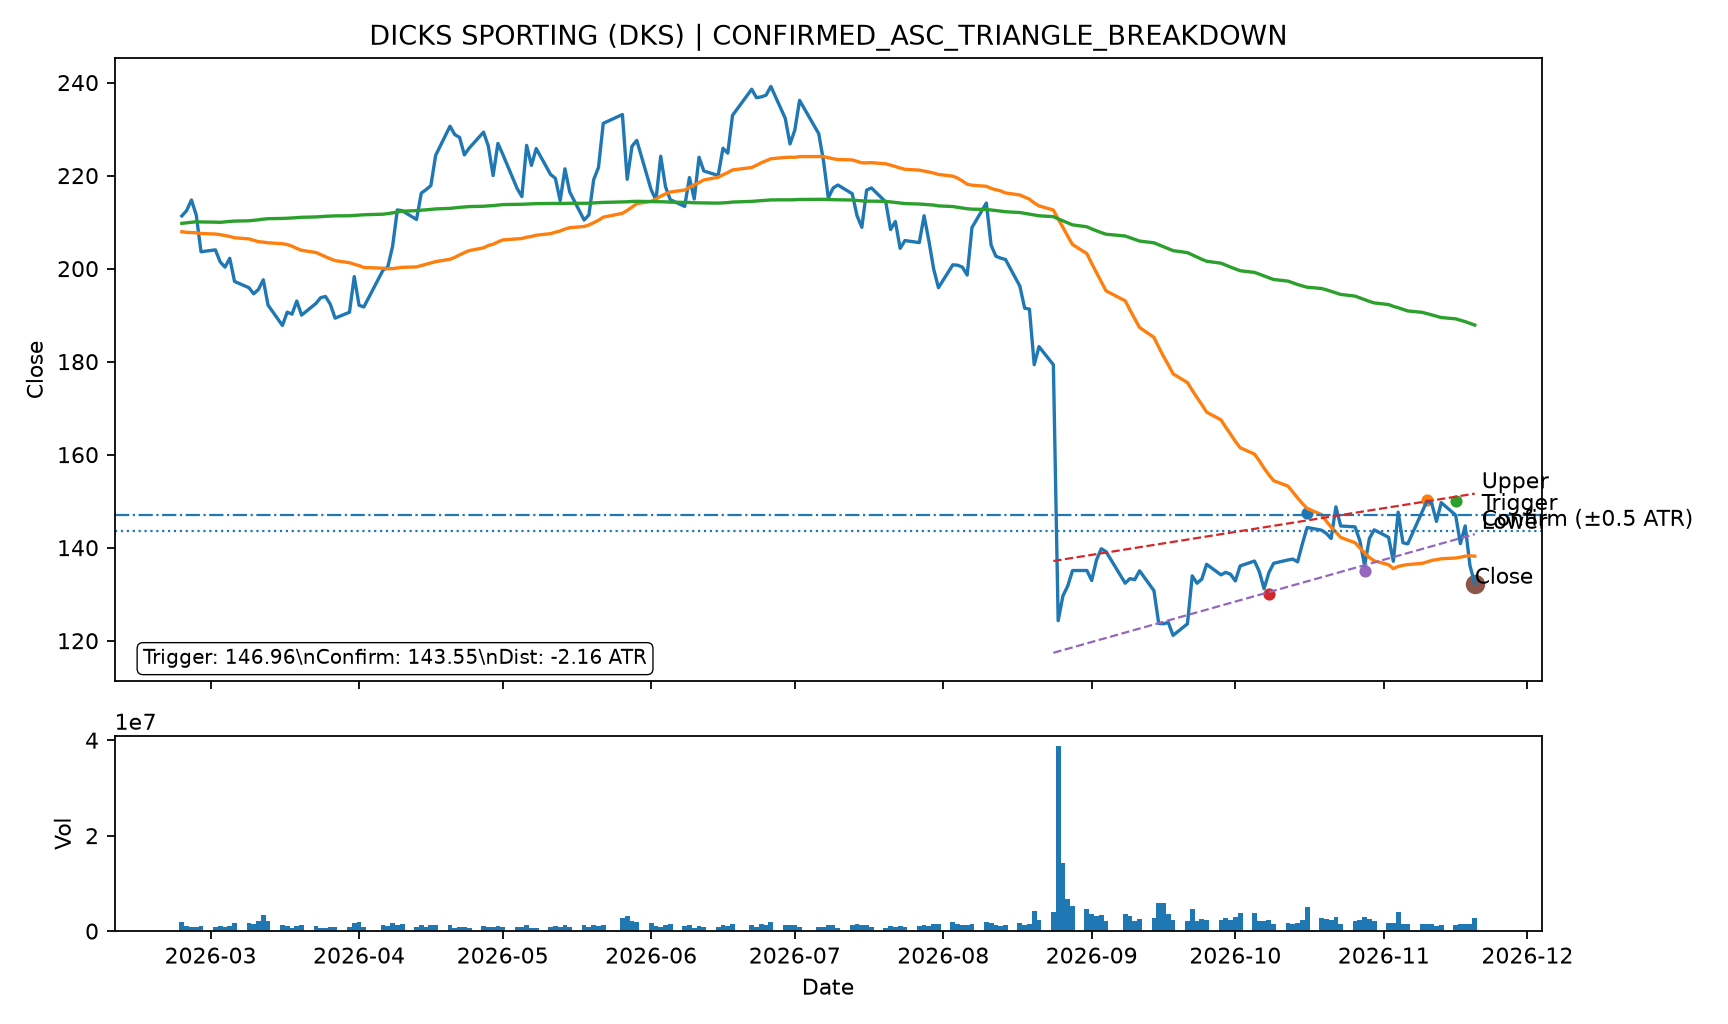 DICKS SPORTING (DKS) | CONFIRMED_ASC_TRIANGLE_BREAKDOWN
240
220
200
180
160
140
120
Close
Upper
Trigger
Confirm (±0.5 ATR)
Lower
Close
Trigger: 146.96\nConfirm: 143.55\nDist: -2.16 ATR
1e7
4
2
0
Vol
2026-03 2026-04 2026-05 2026-06 2026-07 2026-08 2026-09 2026-10 2026-11 2026-12
Date